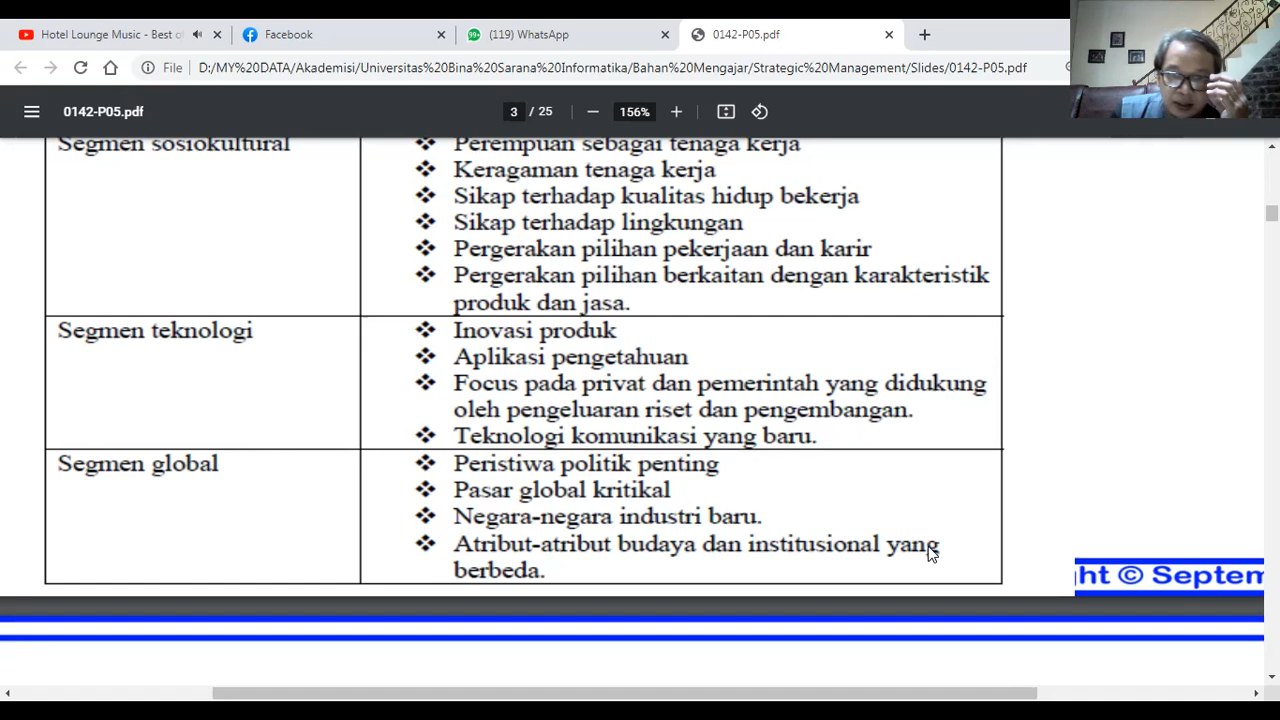 Hotel Lounge Music - Best o
Facebook
(119) WhatsApp
0142-P05.pdf
File
D:/MY%20DATA/Akademisi/Universitas%20Bina%20Sarana%20Informatika/Bahan%20Mengajar/Strategic%20Management/Slides/0142-P05.pdf
0142-P05.pdf
3 / 25
156%
Segmen sosiokultural
❖ Perempuan sebagai tenaga kerja
❖ Keragaman tenaga kerja
❖ Sikap terhadap kualitas hidup bekerja
❖ Sikap terhadap lingkungan
❖ Pergerakan pilihan pekerjaan dan karir
❖ Pergerakan pilihan berkaitan dengan karakteristik
produk dan jasa.
Segmen teknologi
❖ Inovasi produk
❖ Aplikasi pengetahuan
❖ Focus pada privat dan pemerintah yang didukung
oleh pengeluaran riset dan pengembangan.
❖ Teknologi komunikasi yang baru.
Segmen global
❖ Peristiwa politik penting
❖ Pasar global kritikal
❖ Negara-negara industri baru.
❖ Atribut-atribut budaya dan institusional yang
berbeda.
ht © Septem